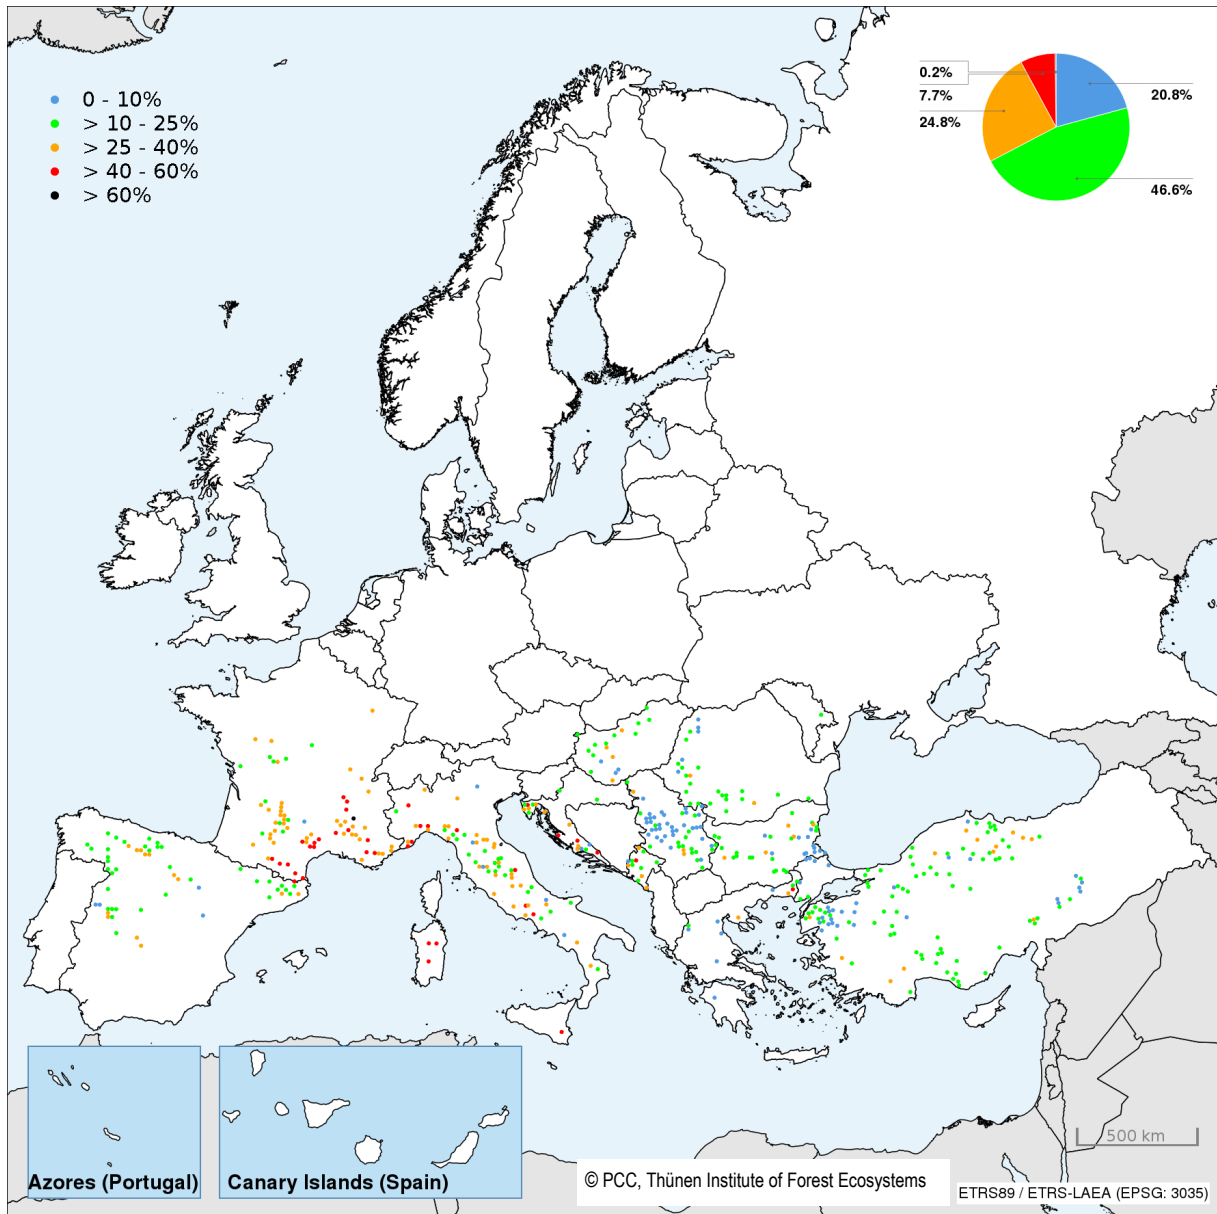 0 - 10%
> 10 - 25%
> 25 - 40%
> 40 - 60%
> 60%
0.2%
7.7%
24.8%
20.8%
46.6%
500 km
Azores (Portugal)
Canary Islands (Spain)
© PCC, Thünen Institute of Forest Ecosystems
ETRS89 / ETRS-LAEA (EPSG: 3035)